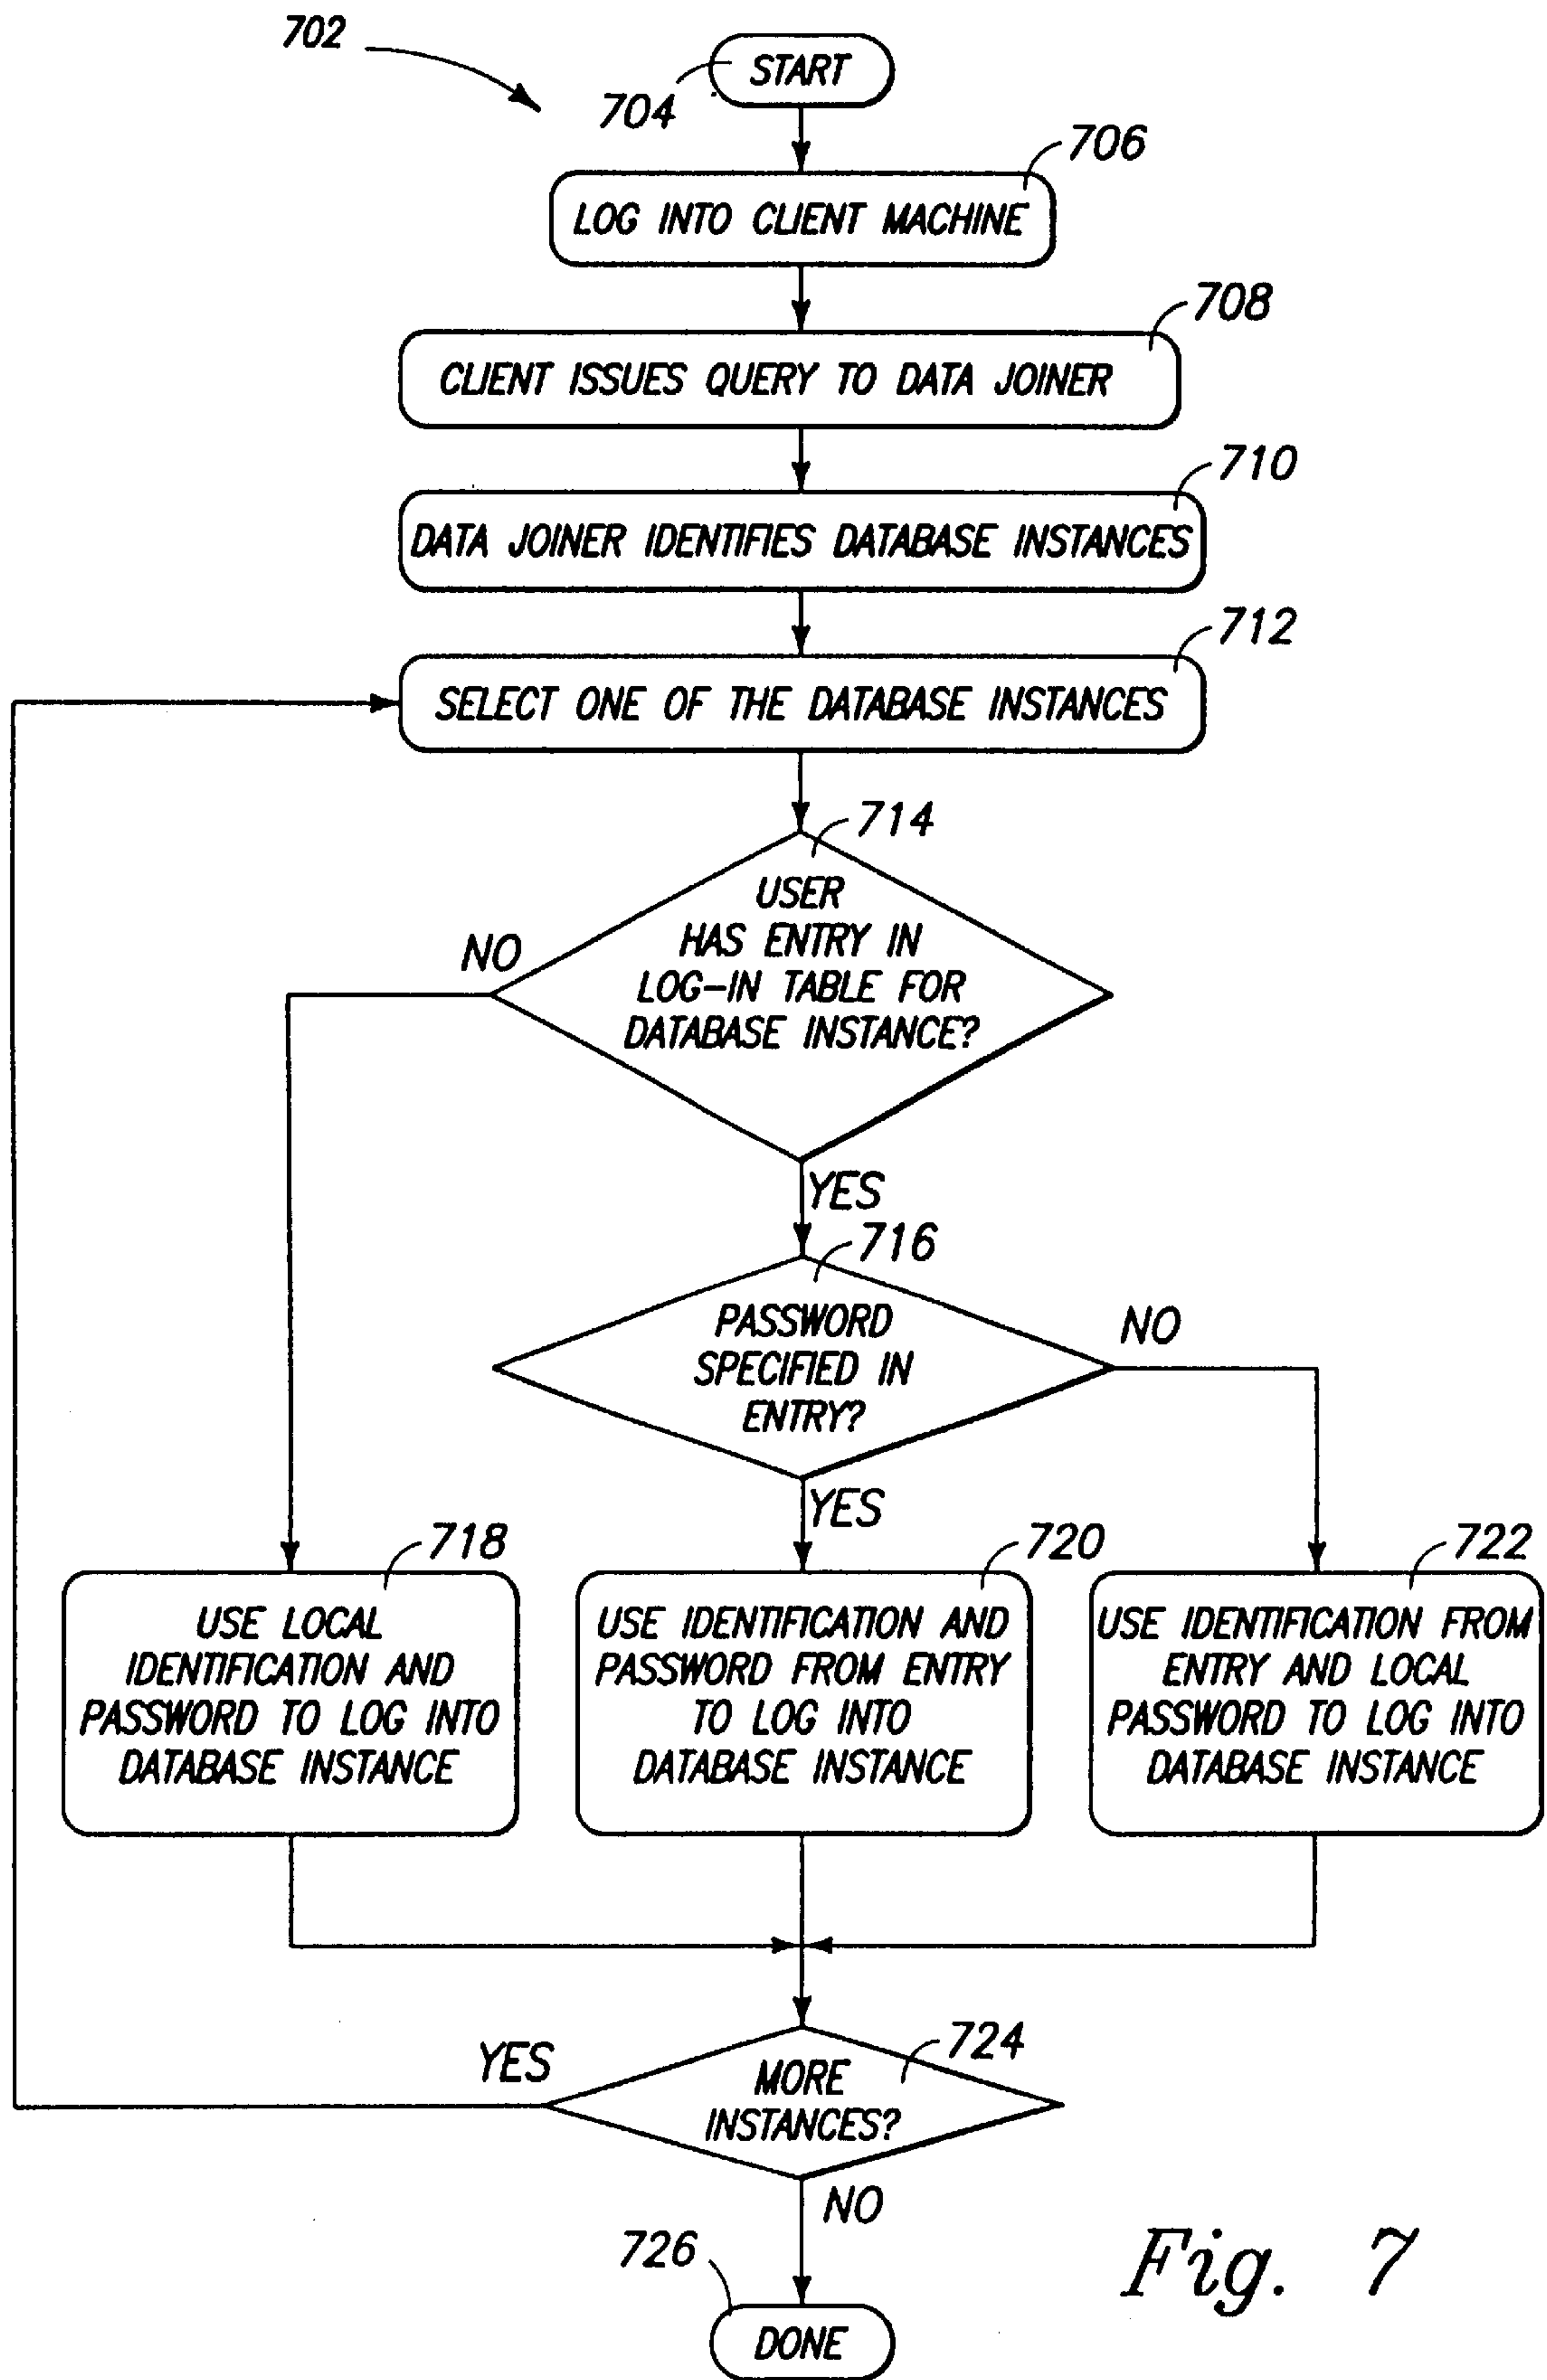 702
START
704
706
LOG INTO CLIENT MACHINE
708
CLIENT ISSUES QUERY TO DATA JOINER
710
DATA JOINER IDENTIFIES DATABASE INSTANCES
712
SELECT ONE OF THE DATABASE INSTANCES
714
USER
HAS ENTRY IN
LOG-IN TABLE FOR
DATABASE INSTANCE?
NO
YES
716
PASSWORD
SPECIFIED IN
ENTRY?
NO
YES
718
USE LOCAL
IDENTIFICATION AND
PASSWORD TO LOG INTO
DATABASE INSTANCE
720
USE IDENTIFICATION AND
PASSWORD FROM ENTRY
TO LOG INTO
DATABASE INSTANCE
722
USE IDENTIFICATION FROM
ENTRY AND LOCAL
PASSWORD TO LOG INTO
DATABASE INSTANCE
724
YES
MORE
INSTANCES?
NO
726
DONE
Fig. 7